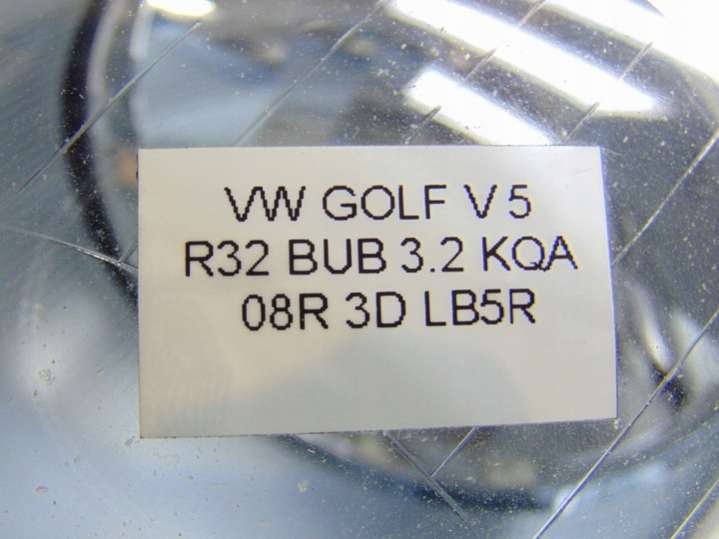 VW GOLF V 5
R32 BUB 3.2 KQA
08R 3D LB5R